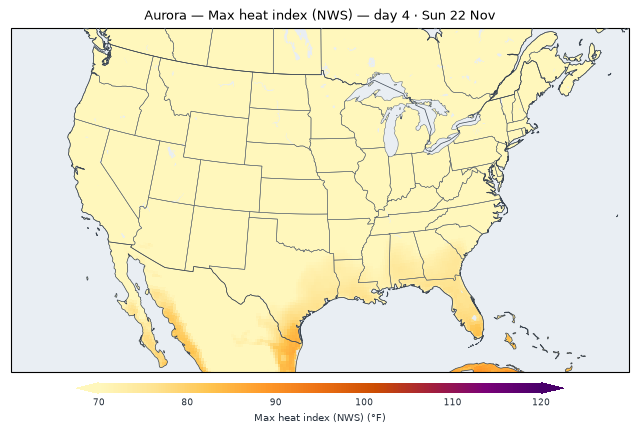 Aurora — Max heat index (NWS) — day 4 · Sun 22 Nov
70 80 90 100 110 120
Max heat index (NWS) (°F)